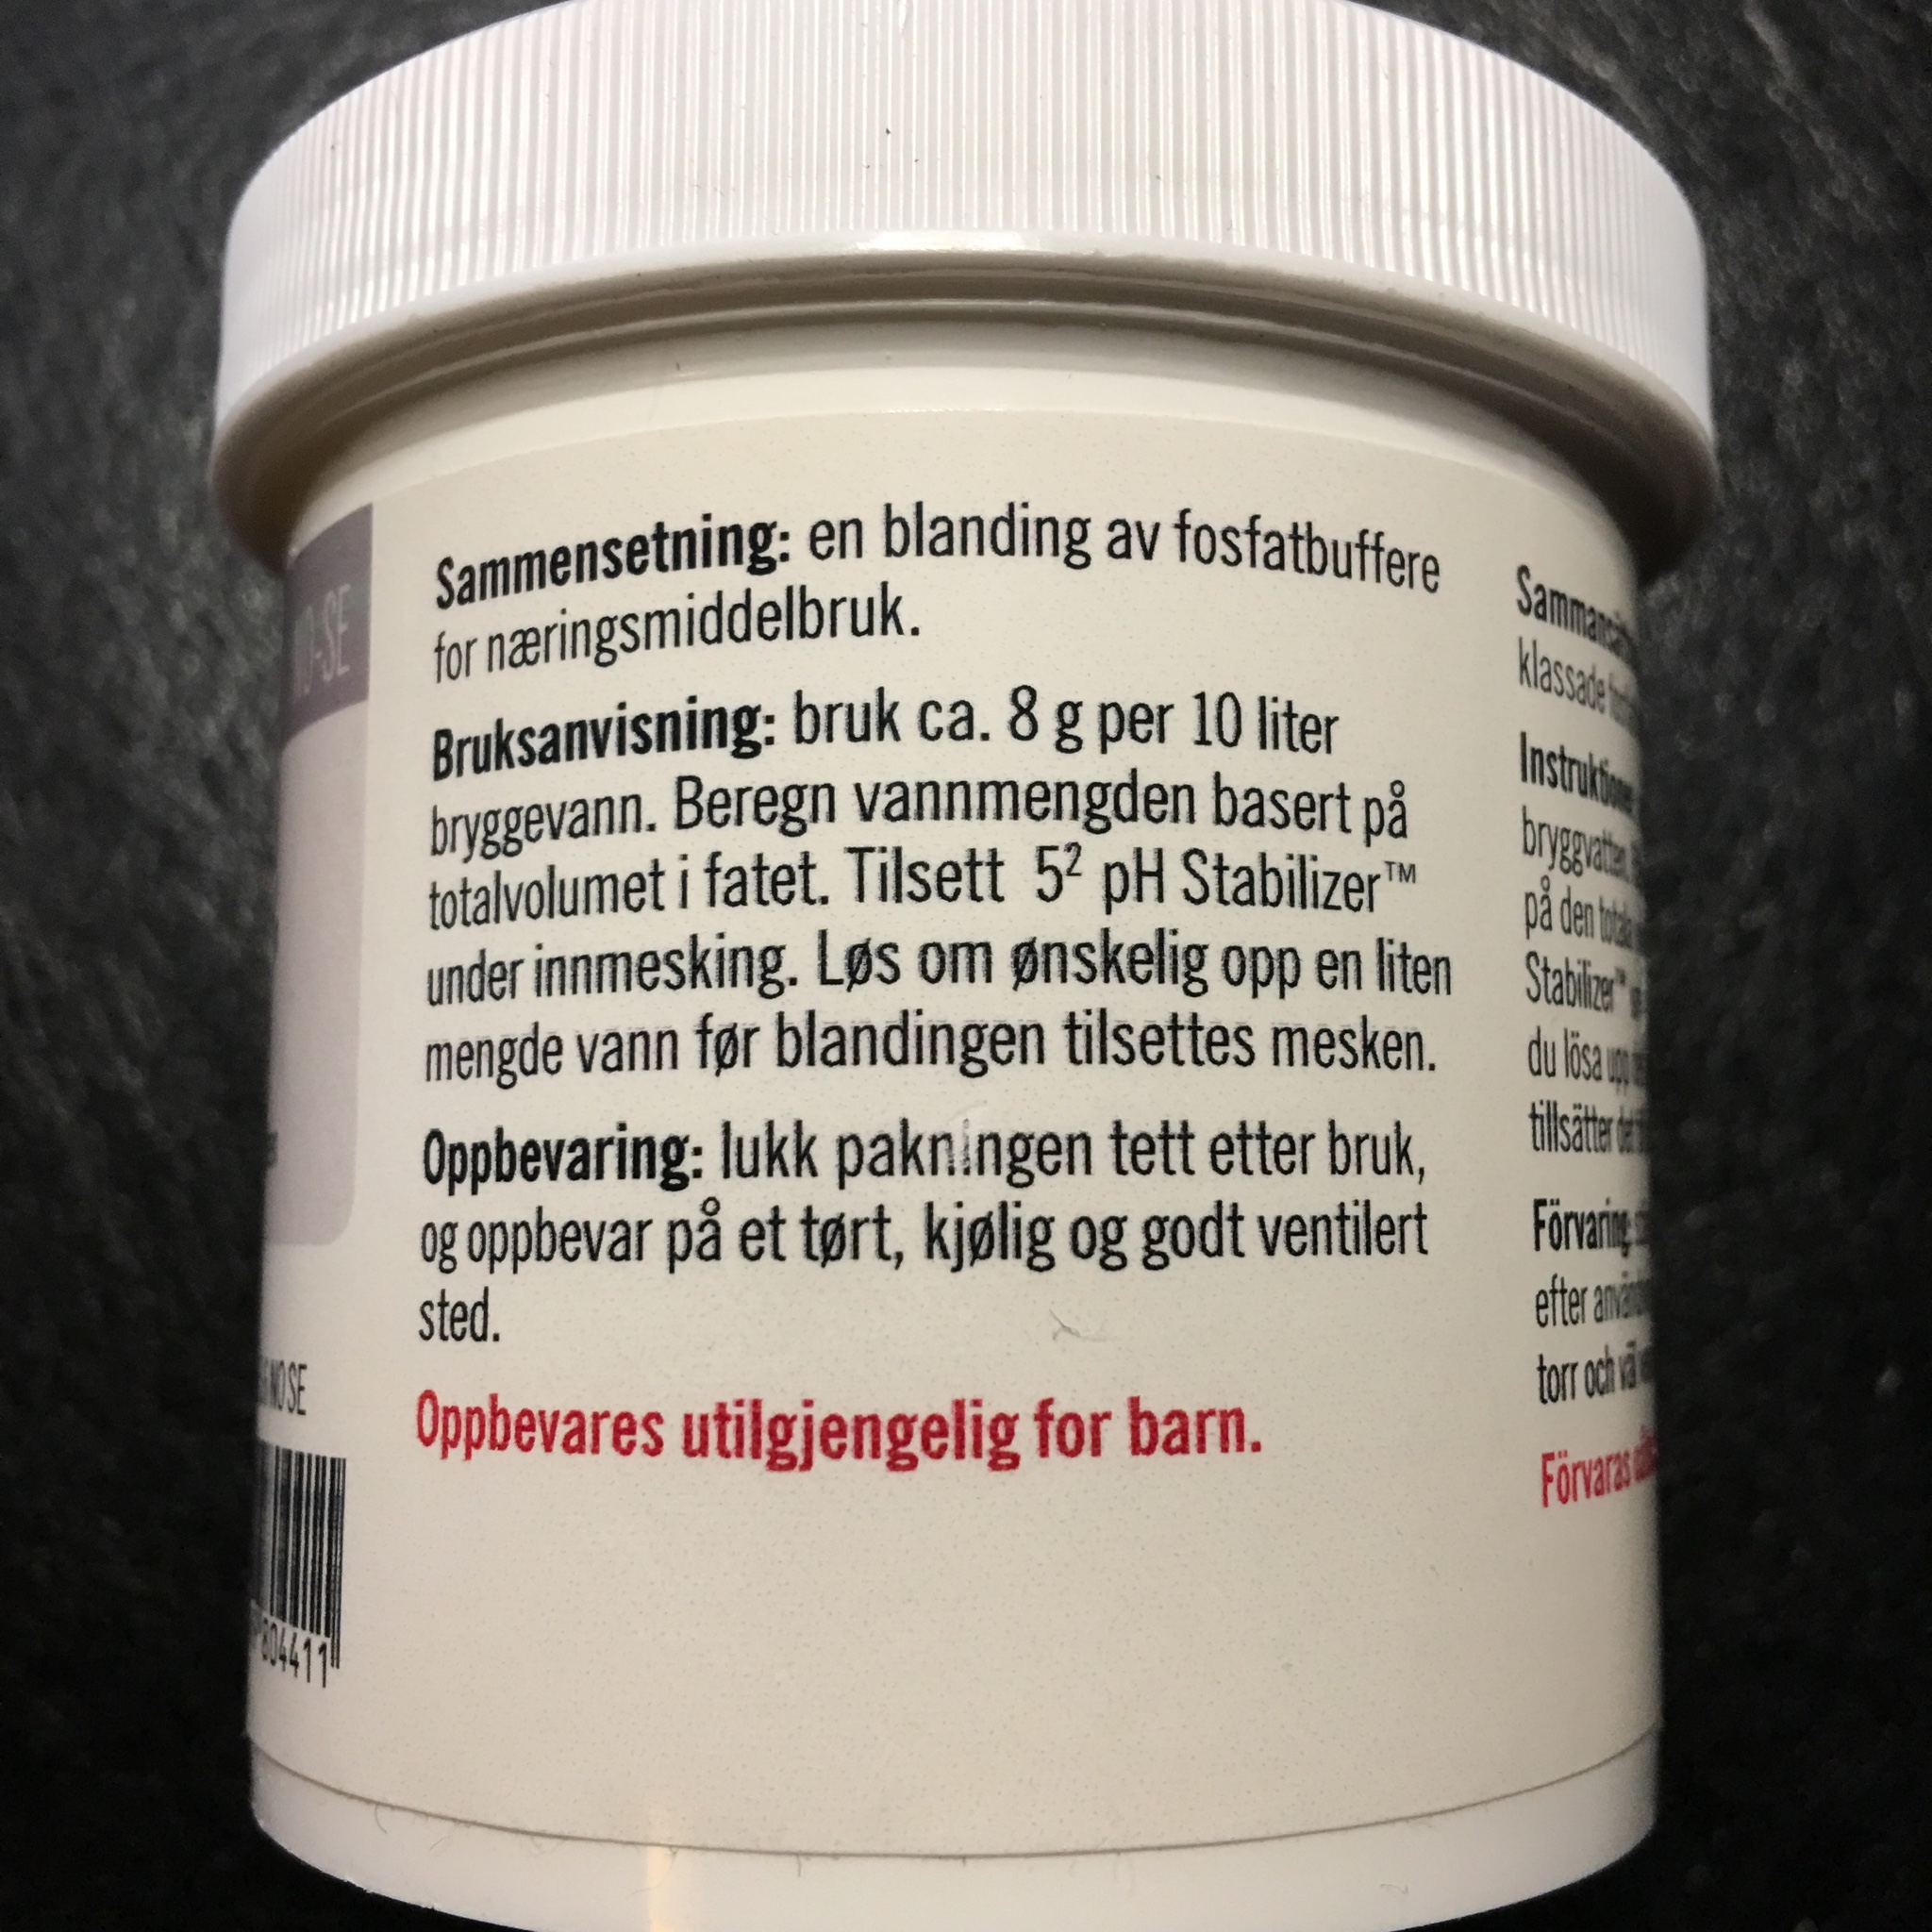 NO-SE
Sammensetning: en blanding av fosfatbuffere
for næringsmiddelbruk.
Bruksanvisning: bruk ca. 8 g per 10 liter
bryggevann. Beregn vannmengden basert på
totalvolumet i fatet. Tilsett 5² pH Stabilizer™
under innmesking. Løs om ønskelig opp en liten
mengde vann før blandingen tilsettes mesken.
Oppbevaring: lukk pakningen tett etter bruk,
og oppbevar på et tørt, kjølig og godt ventilert
sted.
Oppbevares utilgjengelig for barn.
NO SE
804411
klassade
bryggvatten
på den
Stabilizer™
du lösa upp
tillsätter
Förvaring:
efter
torr och
Förvaras